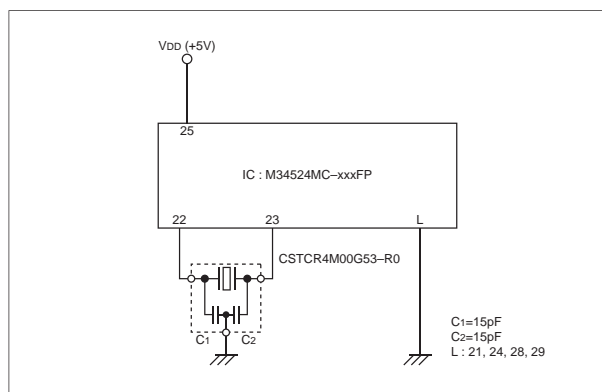 VDD (+5V)
25
IC : M34524MC–xxxFP
22
23
L
CSTCR4M00G53–R0
C1
C2
C1=15pF
C2=15pF
L : 21, 24, 28, 29